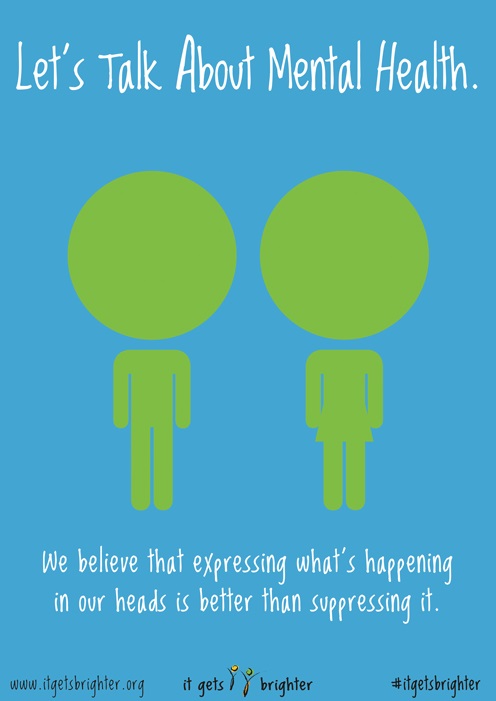 Let's Talk About Mental Health.
We believe that expressing what's happening
in our heads is better than suppressing it.
www.itgetsbrighter.org it gets brighter #itgetsbrighter